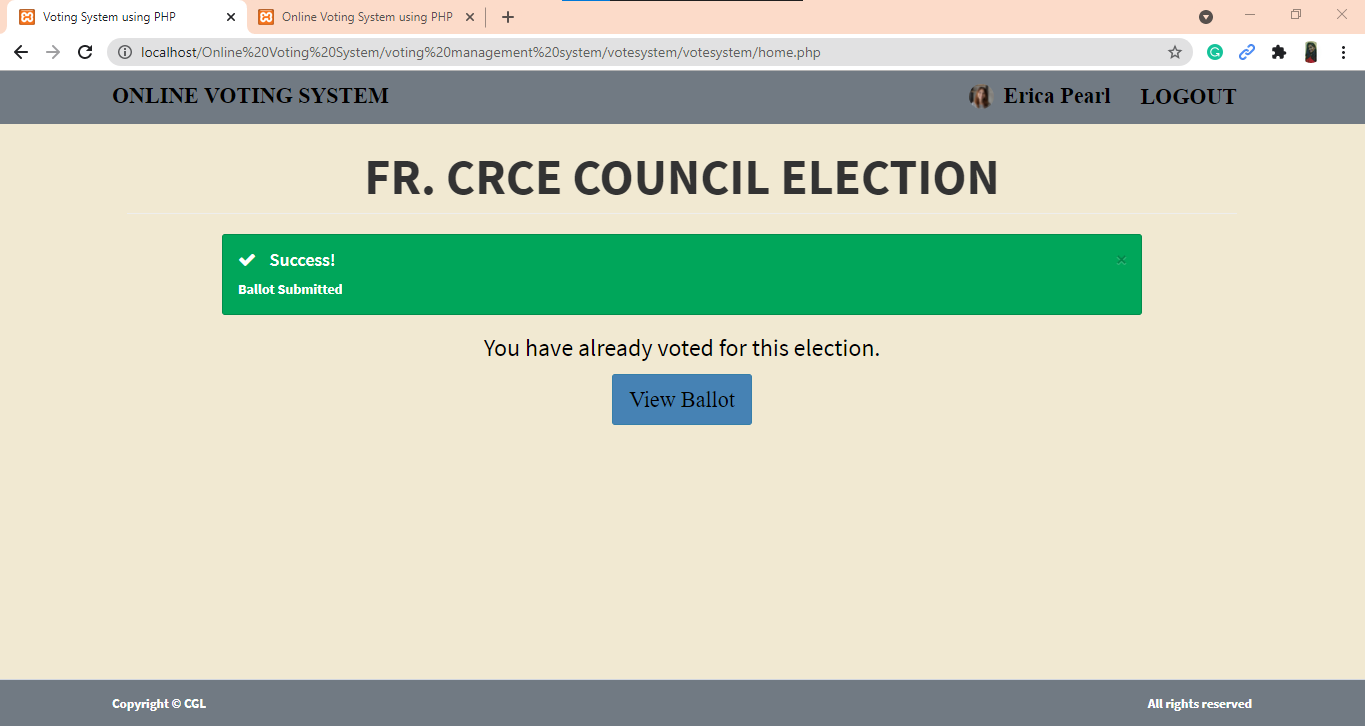 Voting System using PHP
Online Voting System using PHP
localhost/Online%20Voting%20System/voting%20management%20system/votesystem/votesystem/home.php
ONLINE VOTING SYSTEM
Erica Pearl
LOGOUT
FR. CRCE COUNCIL ELECTION
Success!
×
Ballot Submitted
You have already voted for this election.
View Ballot
Copyright © CGL
All rights reserved